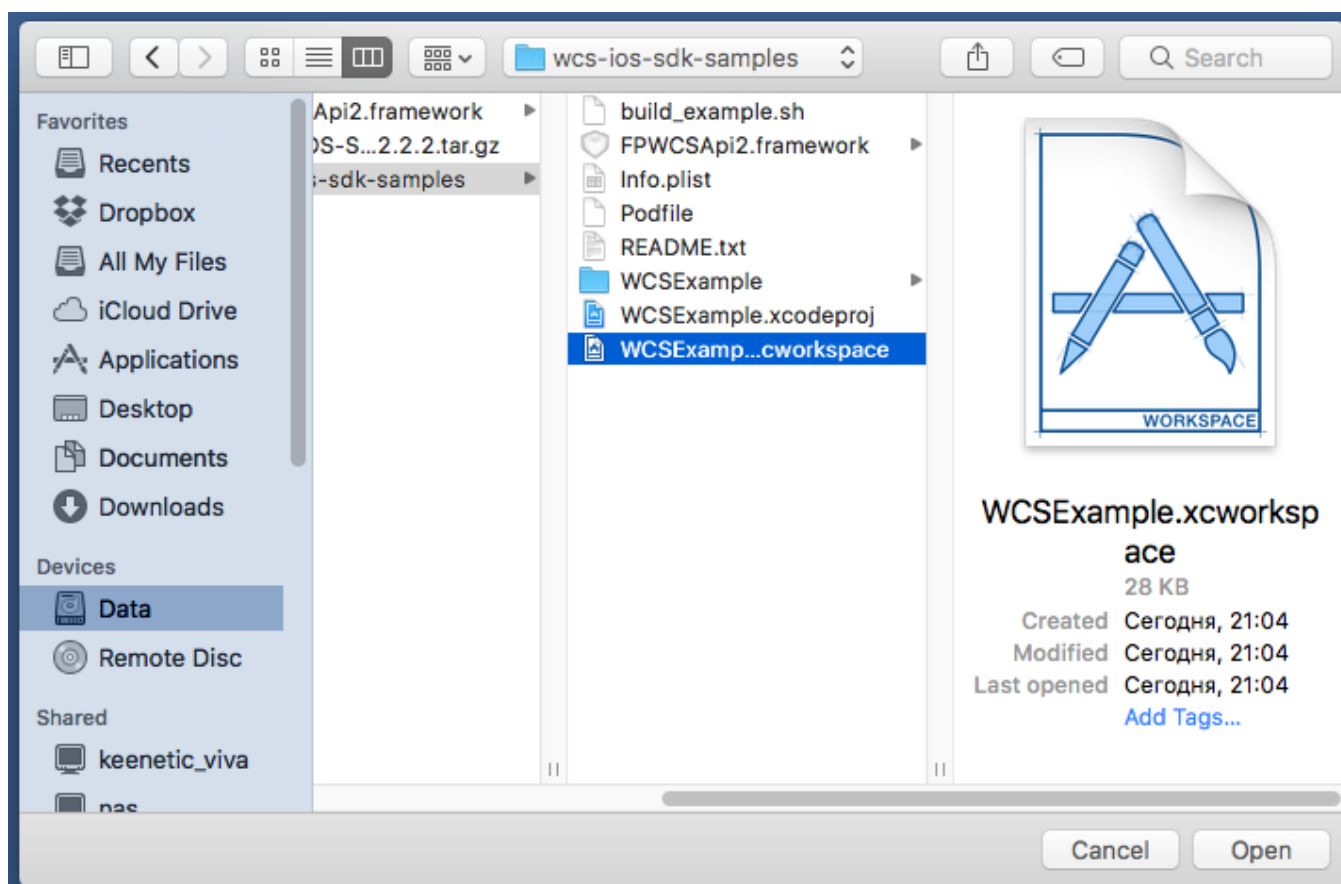 wcs-ios-sdk-samples
Search
Favorites
Recents
Dropbox
All My Files
iCloud Drive
Applications
Desktop
Documents
Downloads
Devices
Data
Remote Disc
Shared
keenetic_viva
nas
Api2.framework
OS-S...2.2.2.tar.gz
s-sdk-samples
build_example.sh
FPWCSApi2.framework
Info.plist
Podfile
README.txt
WCSExample
WCSExample.xcodeproj
WCSExamp...cworkspace
WORKSPACE
WCSExample.xcworksp
ace
28 KB
Created Сегодня, 21:04
Modified Сегодня, 21:04
Last opened Сегодня, 21:04
Add Tags...
Cancel
Open